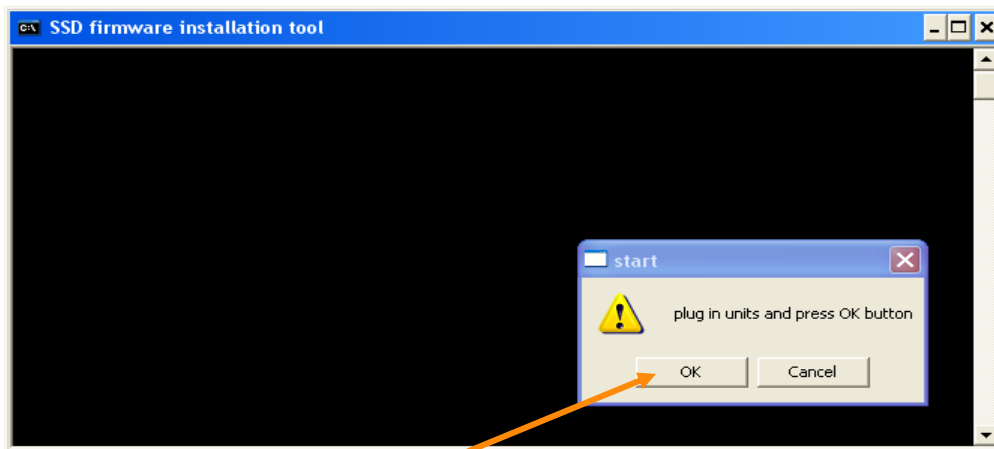 C:\ SSD firmware installation tool
start
plug in units and press OK button
OK
Cancel